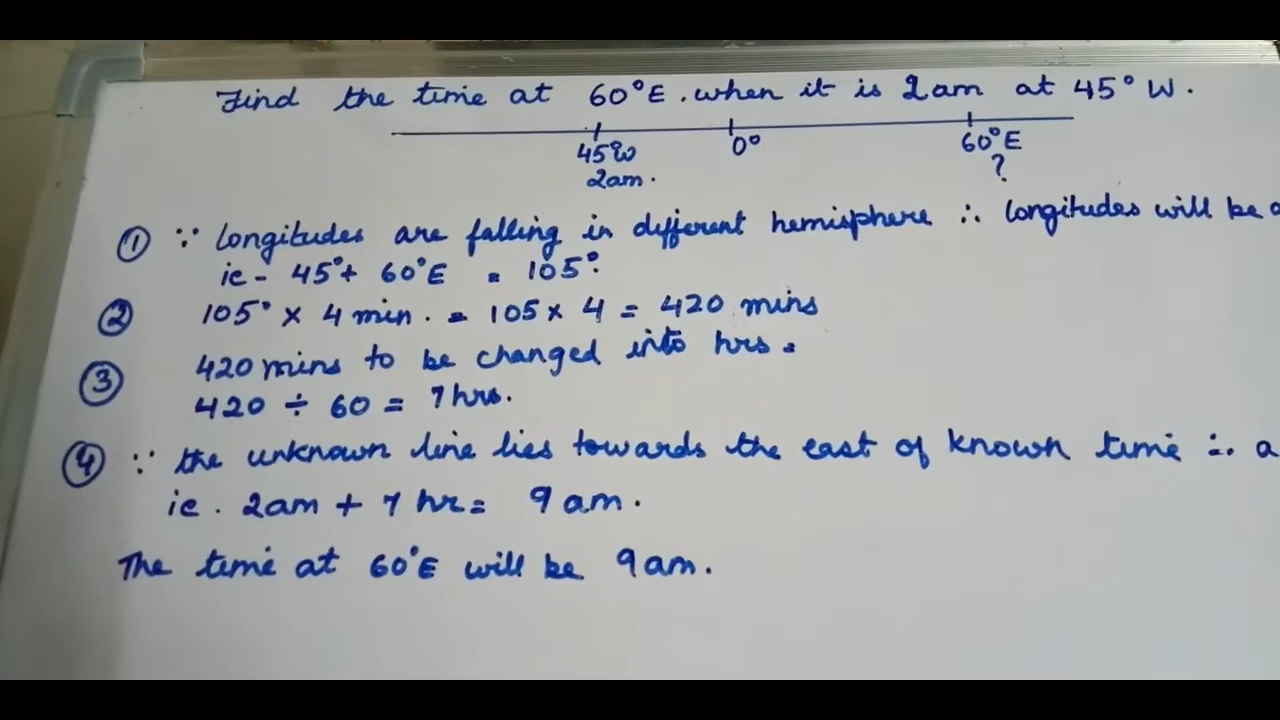 Find the time at 60°E. when it is 2am at 45° W.
45°W 0° 60°E
2am. ?
① ∵ longitudes are falling in different hemisphere ∴ longitudes will be
ie - 45°+ 60°E = 105°.
② 105° × 4 min. = 105 × 4 = 420 mins
③ 420 mins to be changed into hrs =
420 ÷ 60 = 7 hrs.
④ ∵ the unknown line lies towards the east of known time ∴ a
ie. 2am + 7 hr = 9 am.
The time at 60°E will be 9am.